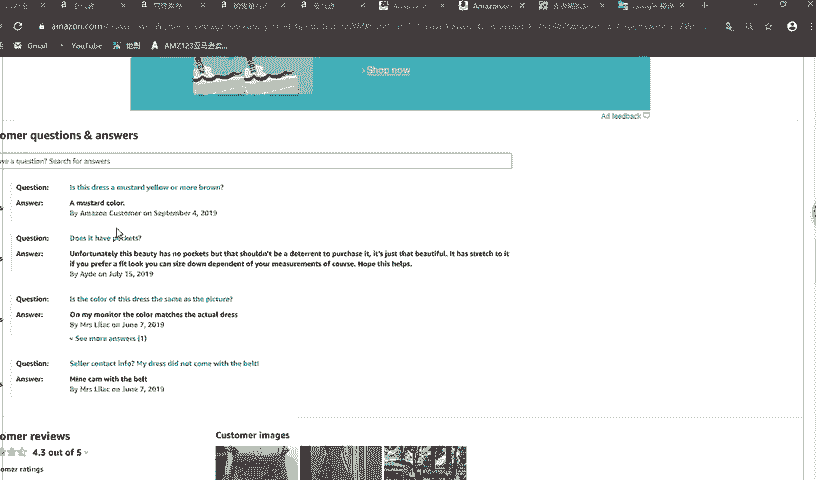 amazon.com
Gmail
YouTube
地图
AMZ123亚马逊卖...
Shop now
Ad feedback
omer questions & answers
ve a question? Search for answers
Question: Is this dress a mustard yellow or more brown?
Answer: A mustard color.
By Amazon Customer on September 4, 2019
Question: Does it have pockets?
Answer: Unfortunately this beauty has no pockets but that shouldn't be a deterrent to purchase it, it's just that beautiful. It has stretch to it
if you prefer a fit look you can size down dependent of your measurements of course. Hope this helps.
By Ayde on July 15, 2019
Question: Is the color of this dress the same as the picture?
Answer: On my monitor the color matches the actual dress
By Mrs Lilac on June 7, 2019
See more answers (1)
Question: Seller contact info? My dress did not come with the belt!
Answer: Mine cam with the belt
By Mrs Lilac on June 7, 2019
omer reviews
4.3 out of 5
omer ratings
Customer images